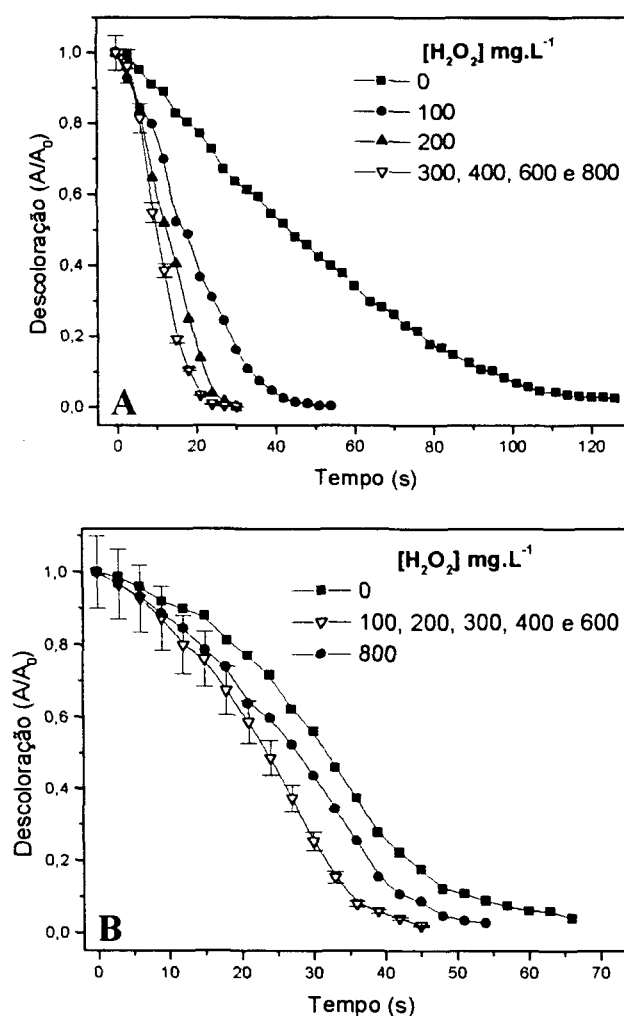 [H₂O₂] mg.L⁻¹
0
100
200
300, 400, 600 e 800
Descoloração (A/A₀)
1,0
0,8
0,6
0,4
0,2
0,0
A
0 20 40 60 80 100 120
Tempo (s)
[H₂O₂] mg.L⁻¹
0
100, 200, 300, 400 e 600
800
Descoloração (A/A₀)
1,0
0,8
0,6
0,4
0,2
0,0
B
0 10 20 30 40 50 60 70
Tempo (s)